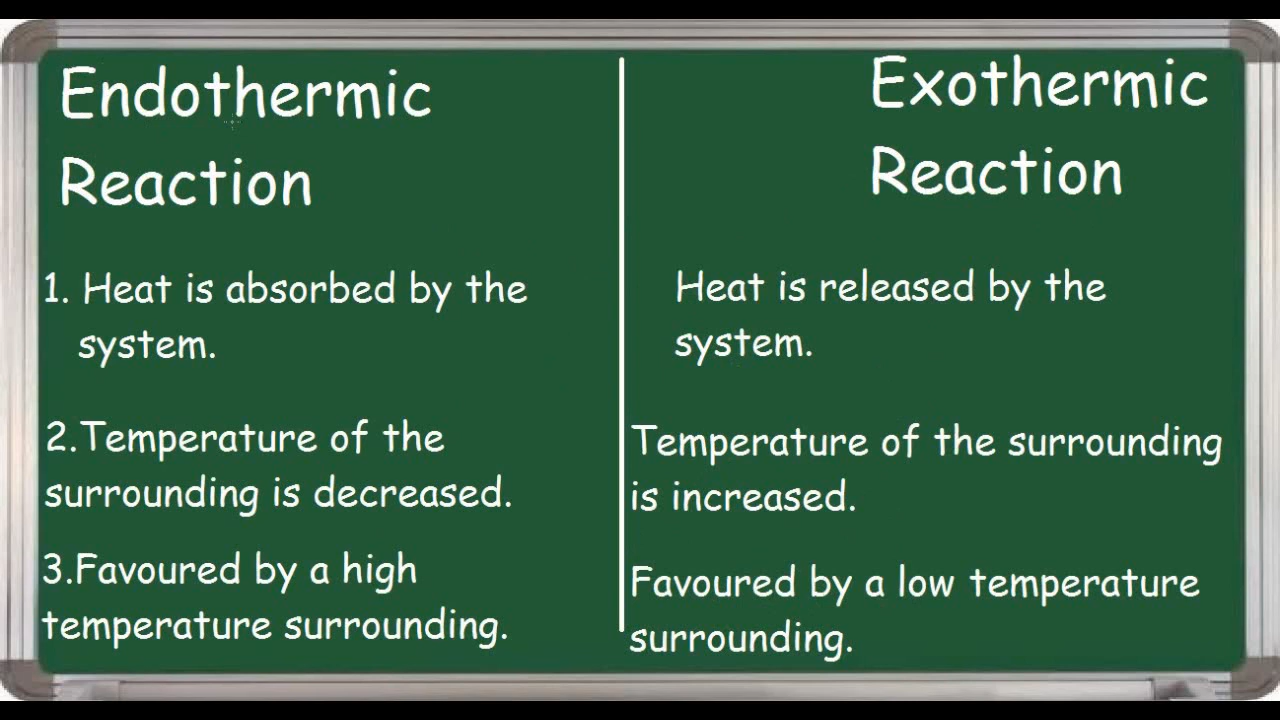 Endothermic
Reaction
1. Heat is absorbed by the
system.
2.Temperature of the
surrounding is decreased.
3.Favoured by a high
temperature surrounding.
Exothermic
Reaction
Heat is released by the
system.
Temperature of the surrounding
is increased.
Favoured by a low temperature
surrounding.